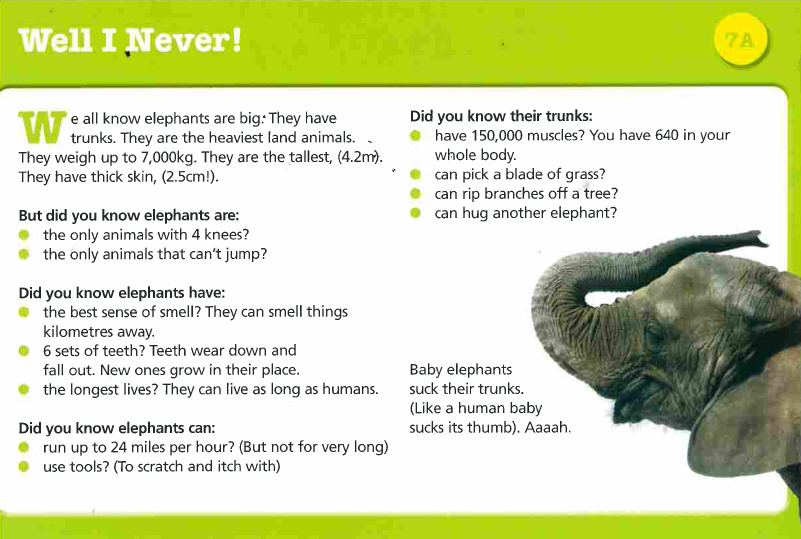 Well I Never!
7A
We all know elephants are big. They have
trunks. They are the heaviest land animals.
They weigh up to 7,000kg. They are the tallest, (4.2m).
They have thick skin, (2.5cm!).
But did you know elephants are:
the only animals with 4 knees?
the only animals that can't jump?
Did you know elephants have:
the best sense of smell? They can smell things
kilometres away.
6 sets of teeth? Teeth wear down and
fall out. New ones grow in their place.
the longest lives? They can live as long as humans.
Did you know elephants can:
run up to 24 miles per hour? (But not for very long)
use tools? (To scratch and itch with)
Did you know their trunks:
have 150,000 muscles? You have 640 in your
whole body.
can pick a blade of grass?
can rip branches off a tree?
can hug another elephant?
Baby elephants
suck their trunks.
(Like a human baby
sucks its thumb). Aaaah.